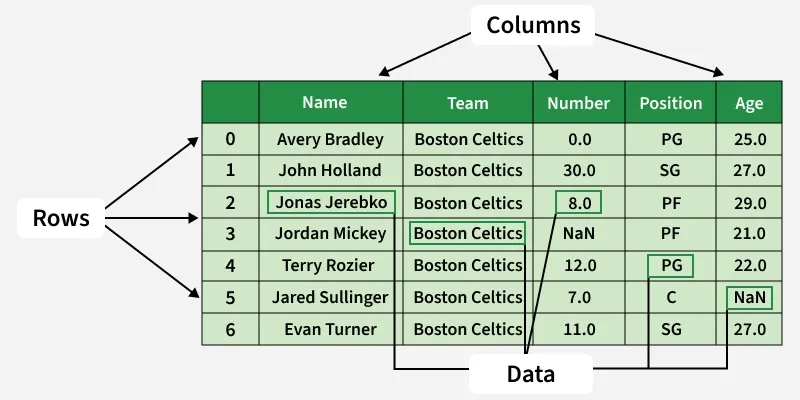 Columns
Name Team Number Position Age
0 Avery Bradley Boston Celtics 0.0 PG 25.0
1 John Holland Boston Celtics 30.0 SG 27.0
2 Jonas Jerebko Boston Celtics 8.0 PF 29.0
Rows
3 Jordan Mickey Boston Celtics NaN PF 21.0
4 Terry Rozier Boston Celtics 12.0 PG 22.0
5 Jared Sullinger Boston Celtics 7.0 C NaN
6 Evan Turner Boston Celtics 11.0 SG 27.0
Data